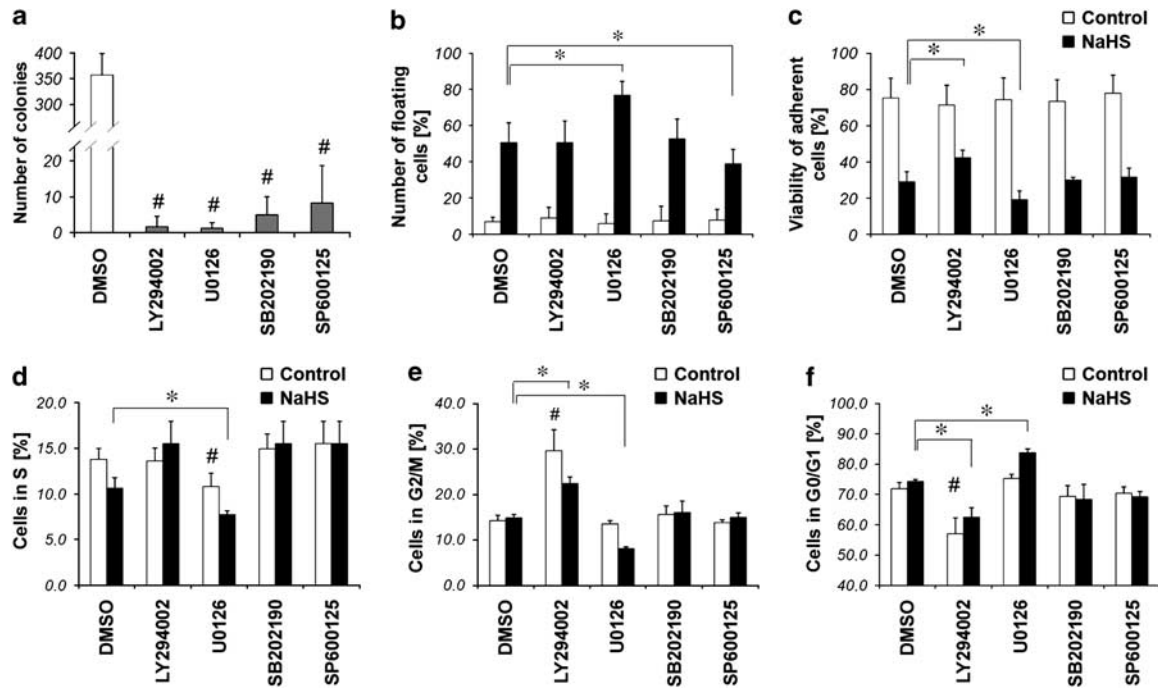 a
Number of colonies
400
350
300
20
10
0
#
#
#
#
DMSO
LY294002
U0126
SB202190
SP600125
b
Number of floating
cells [%]
100
80
60
40
20
0
*
*
DMSO
LY294002
U0126
SB202190
SP600125
c
Control
NaHS
Viability of adherent
cells [%]
100
80
60
40
20
0
*
*
DMSO
LY294002
U0126
SB202190
SP600125
d
Control
NaHS
Cells in S [%]
20.0
15.0
10.0
5.0
0.0
*
#
DMSO
LY294002
U0126
SB202190
SP600125
e
Control
NaHS
Cells in G2/M [%]
40.0
30.0
20.0
10.0
0.0
*
*
#
DMSO
LY294002
U0126
SB202190
SP600125
f
Control
NaHS
Cells in G0/G1 [%]
100.0
90.0
80.0
70.0
60.0
50.0
40.0
*
*
#
DMSO
LY294002
U0126
SB202190
SP600125